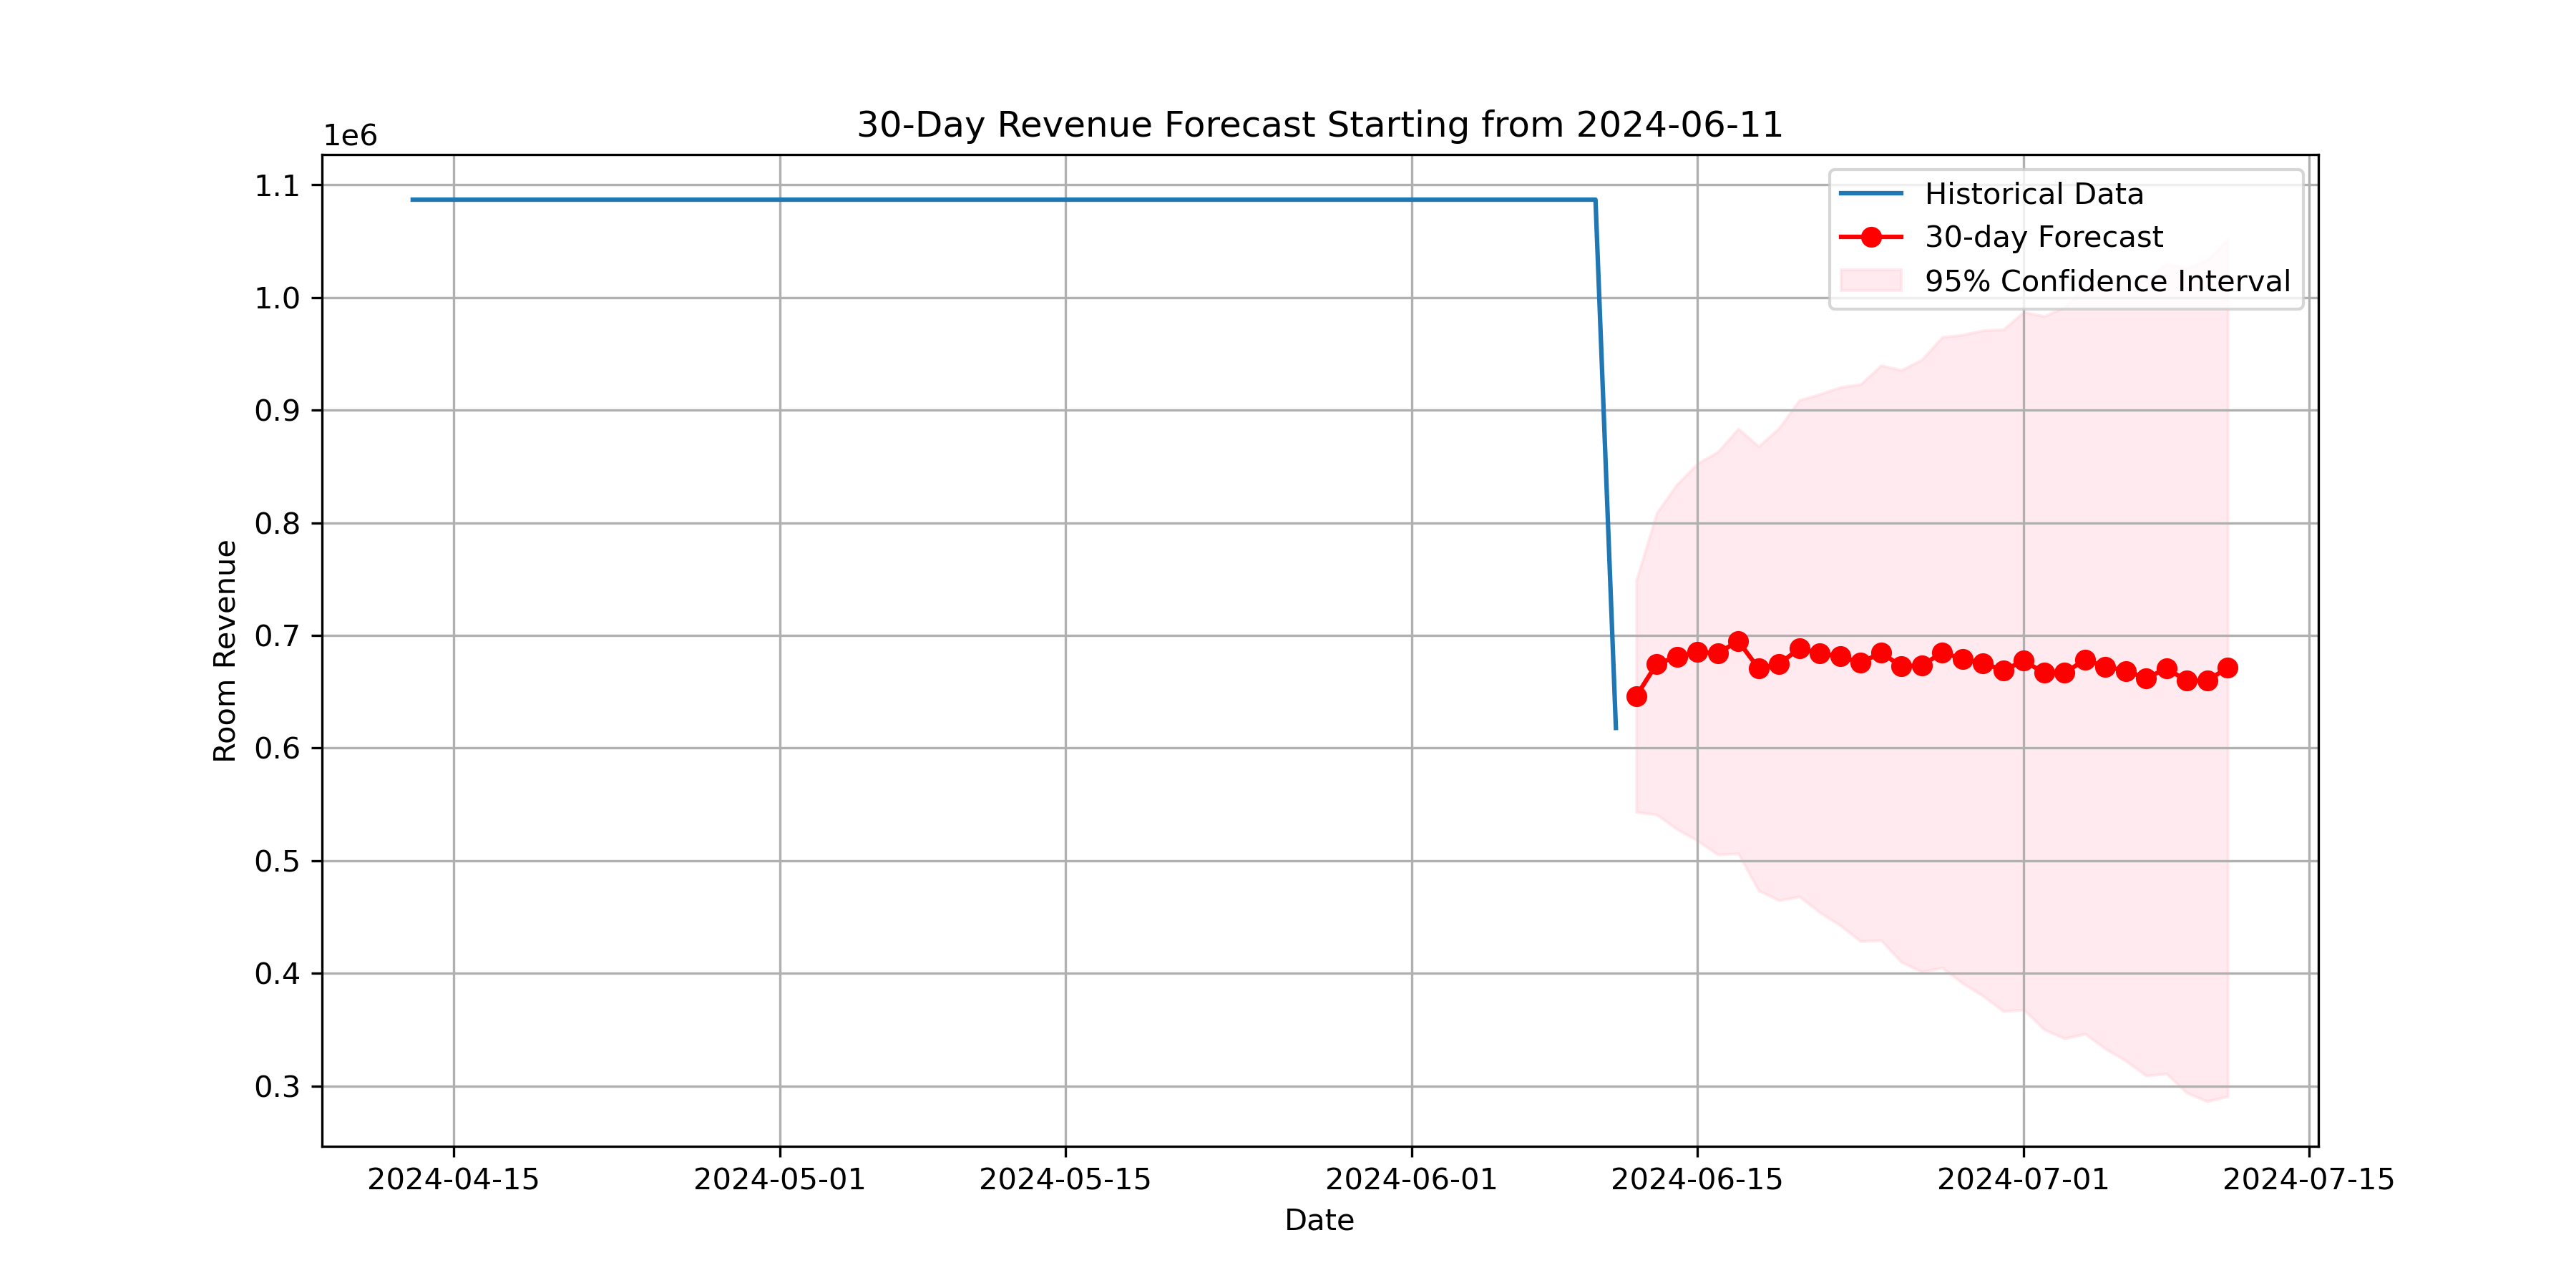 30-Day Revenue Forecast Starting from 2024-06-11
1e6
1.1
1.0
0.9
0.8
0.7
0.6
0.5
0.4
0.3
Room Revenue
Historical Data
30-day Forecast
95% Confidence Interval
2024-04-15
2024-05-01
2024-05-15
2024-06-01
2024-06-15
2024-07-01
2024-07-15
Date